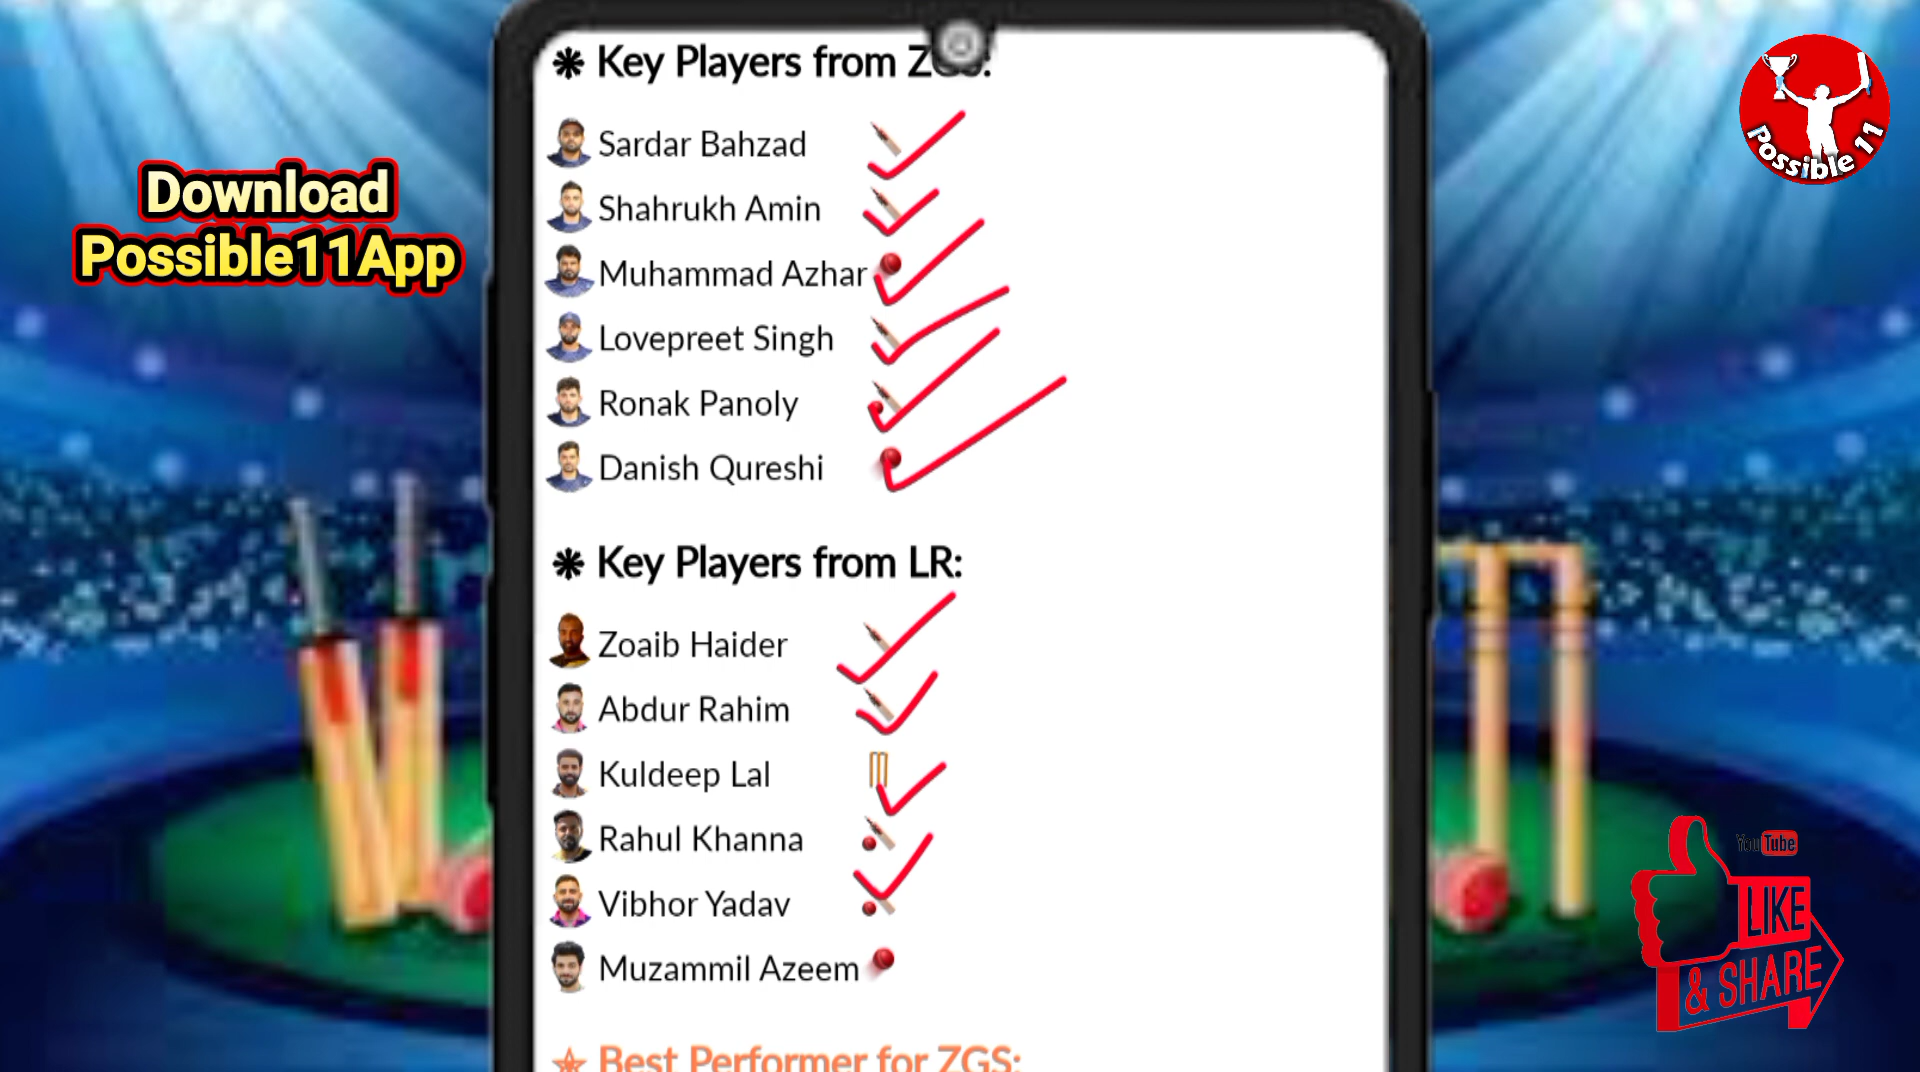 Key Players from ZGS:
Sardar Bahzad
Shahrukh Amin
Muhammad Azhar
Lovepreet Singh
Ronak Panoly
Danish Qureshi
Key Players from LR:
Zoaib Haider
Abdur Rahim
Kuldeep Lal
Rahul Khanna
Vibhor Yadav
Muzammil Azeem
Best Performer for ZGS:
Download
Possible11App
Possible 11
YouTube
LIKE
& SHARE